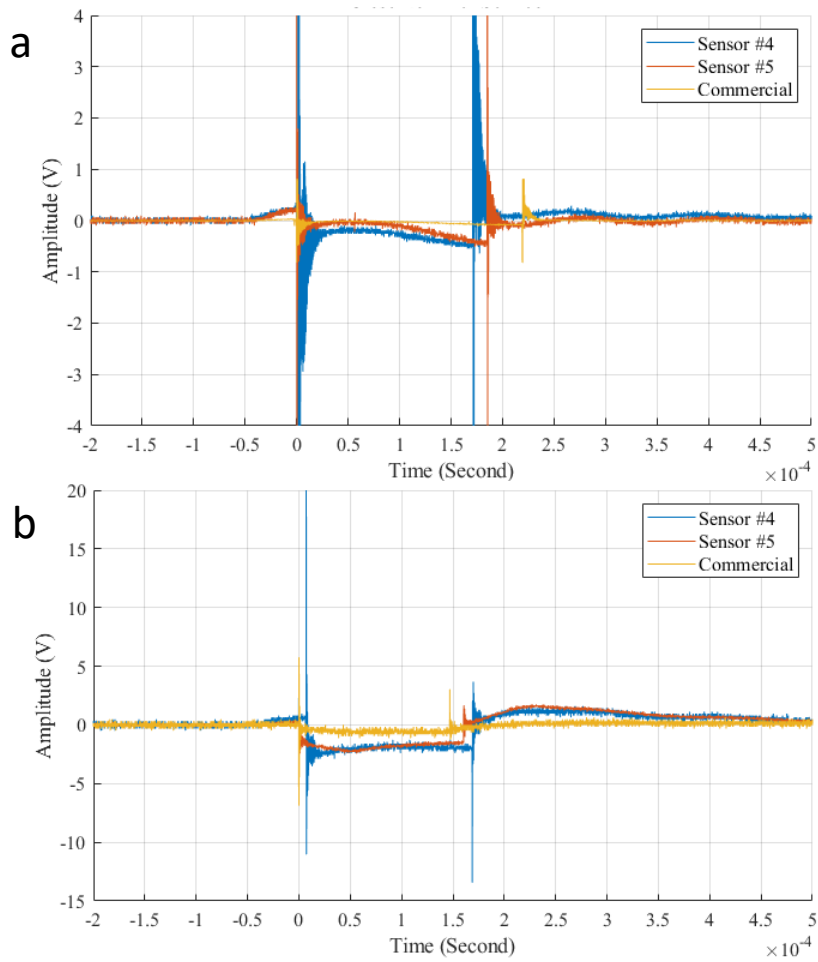 a
4
3
2
1
0
-1
-2
-3
-4
Amplitude (V)
Sensor #4
Sensor #5
Commercial
-2 -1.5 -1 -0.5 0 0.5 1 1.5 2 2.5 3 3.5 4 4.5 5
Time (Second)
×10⁻⁴
b
20
15
10
5
0
-5
-10
-15
Amplitude (V)
Sensor #4
Sensor #5
Commercial
-2 -1.5 -1 -0.5 0 0.5 1 1.5 2 2.5 3 3.5 4 4.5 5
Time (Second)
×10⁻⁴